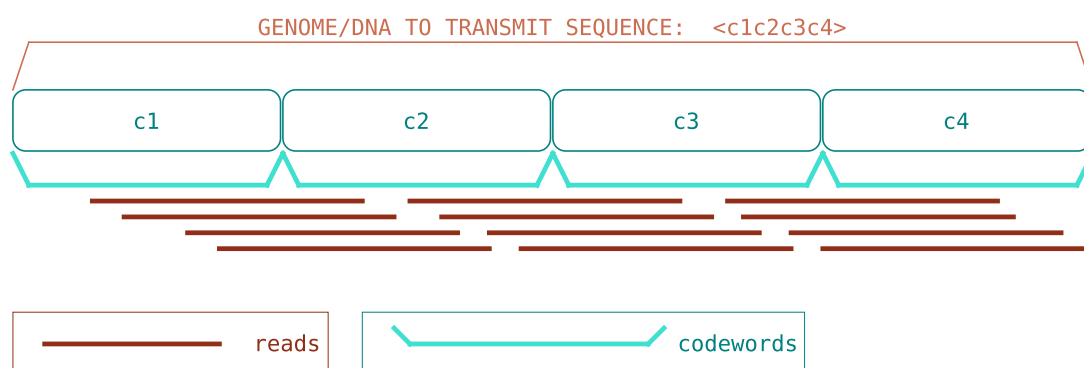 GENOME/DNA TO TRANSMIT SEQUENCE: <c1c2c3c4>
c1 c2 c3 c4
reads codewords